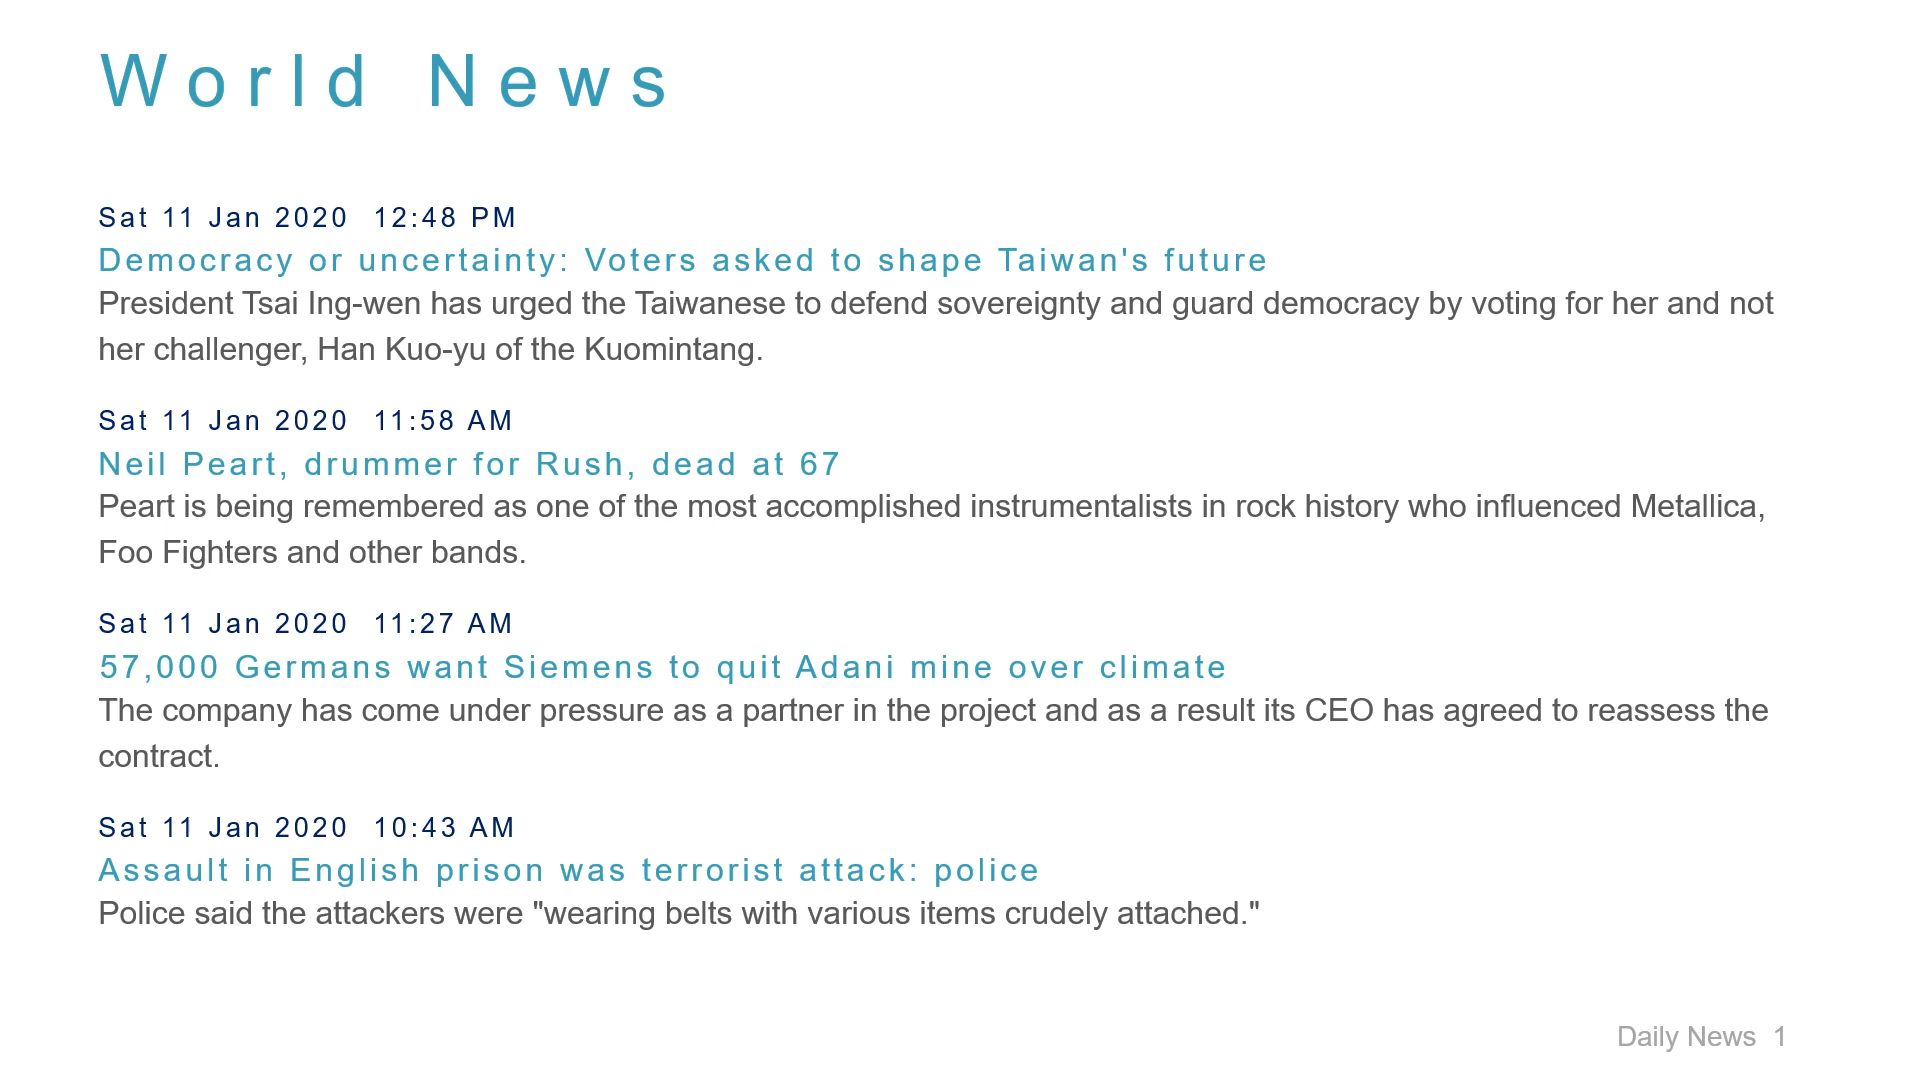 World News
Sat 11 Jan 2020  12:48 PM
Democracy or uncertainty: Voters asked to shape Taiwan's future
President Tsai Ing-wen has urged the Taiwanese to defend sovereignty and guard democracy by voting for her and not
her challenger, Han Kuo-yu of the Kuomintang.
Sat 11 Jan 2020  11:58 AM
Neil Peart, drummer for Rush, dead at 67
Peart is being remembered as one of the most accomplished instrumentalists in rock history who influenced Metallica,
Foo Fighters and other bands.
Sat 11 Jan 2020  11:27 AM
57,000 Germans want Siemens to quit Adani mine over climate
The company has come under pressure as a partner in the project and as a result its CEO has agreed to reassess the
contract.
Sat 11 Jan 2020  10:43 AM
Assault in English prison was terrorist attack: police
Police said the attackers were "wearing belts with various items crudely attached."
Daily News  1